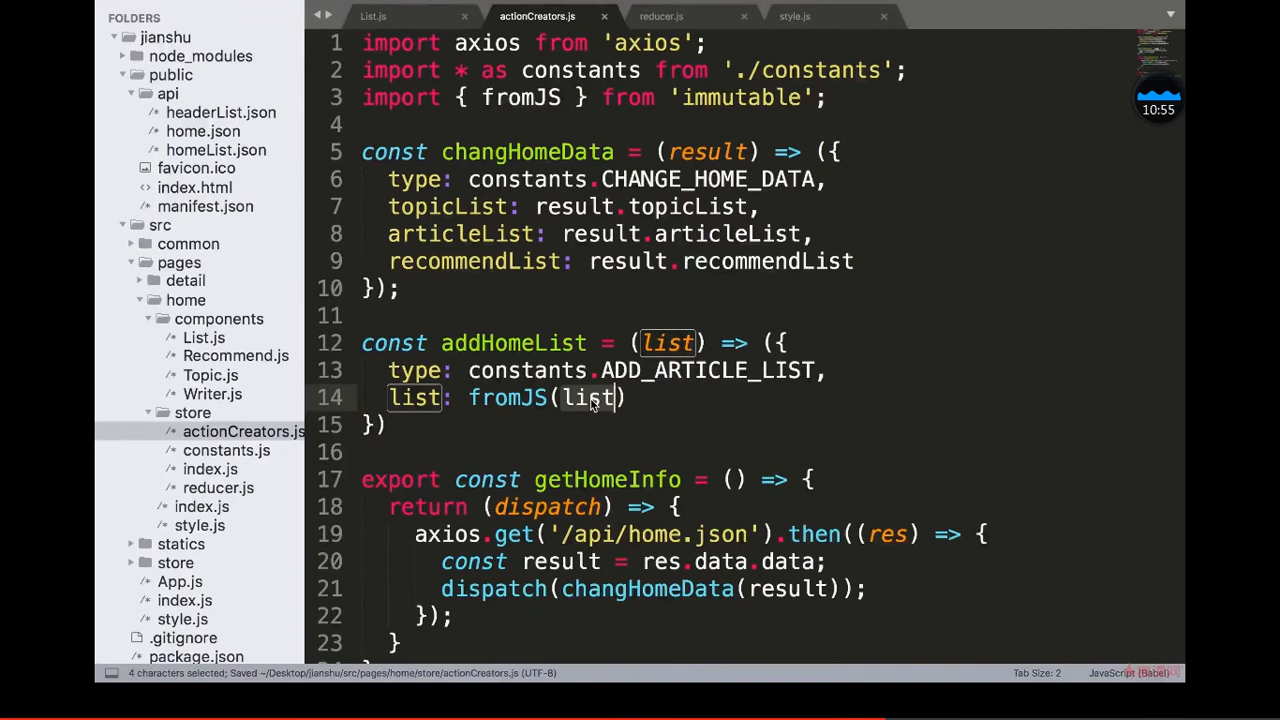 FOLDERS
jianshu
node_modules
public
api
headerList.json
home.json
homeList.json
favicon.ico
index.html
manifest.json
src
common
pages
detail
home
components
List.js
Recommend.js
Topic.js
Writer.js
store
actionCreators.js
constants.js
index.js
reducer.js
index.js
style.js
statics
store
App.js
index.js
style.js
.gitignore
package.json
List.js × actionCreators.js × reducer.js × style.js ×
1 import axios from 'axios';
2 import * as constants from './constants';
3 import { fromJS } from 'immutable';
4
5 const changHomeData = (result) => ({
6 type: constants.CHANGE_HOME_DATA,
7 topicList: result.topicList,
8 articleList: result.articleList,
9 recommendList: result.recommendList
10 });
11
12 const addHomeList = (list) => ({
13 type: constants.ADD_ARTICLE_LIST,
14 list: fromJS(list)
15 })
16
17 export const getHomeInfo = () => {
18 return (dispatch) => {
19 axios.get('/api/home.json').then((res) => {
20 const result = res.data.data;
21 dispatch(changHomeData(result));
22 });
23 }
10:55
4 characters selected; Saved ~/Desktop/jianshu/src/pages/home/store/actionCreators.js (UTF-8)
Tab Size: 2
JavaScript (Babel)